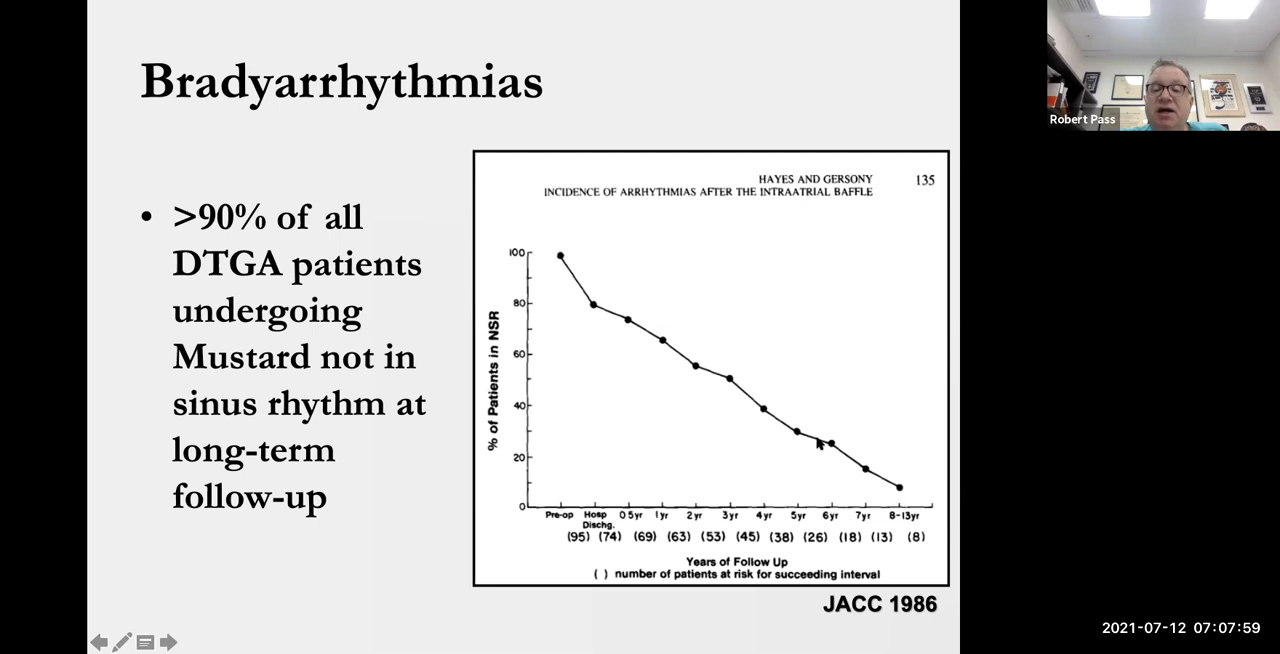 Bradyarrhythmias
• >90% of all
DTGA patients
undergoing
Mustard not in
sinus rhythm at
long-term
follow-up
HAYES AND GERSONY 135
INCIDENCE OF ARRHYTHMIAS AFTER THE INTRAATRIAL BAFFLE
% of Patients in NSR
100
80
60
40
20
0
Pre-op Hosp Dischg. 0.5yr 1yr 2yr 3yr 4yr 5yr 6yr 7yr 8-13yr
(95) (74) (69) (63) (53) (45) (38) (26) (18) (13) (8)
Years of Follow Up
( ) number of patients at risk for succeeding interval
JACC 1986
Robert Pass
2021-07-12 07:07:59